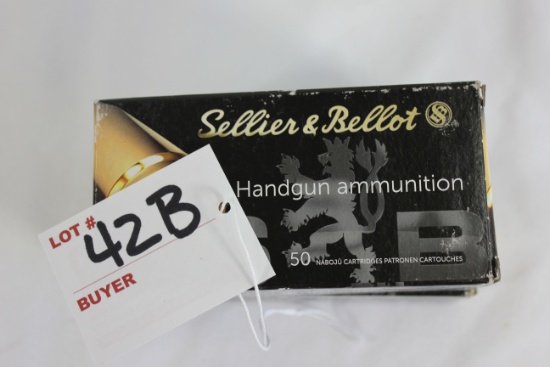 Sellier & Bellot
Handgun ammunition
50 NÁBOJŮ CARTRIDGES PATRONEN CARTOUCHES
B
LOT #
42B
BUYER